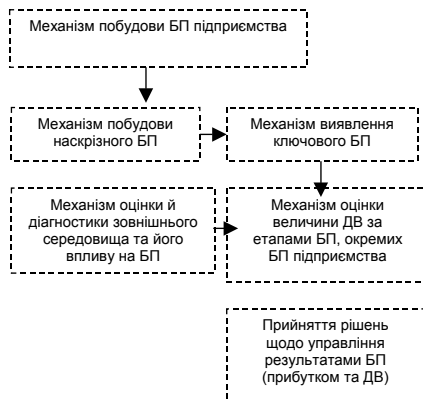 Механізм побудови БП підприємства
Механізм побудови
наскрізного БП
Механізм виявлення
ключового БП
Механізм оцінки й
діагностики зовнішнього
середовища та його
впливу на БП
Механізм оцінки
величини ДВ за
етапами БП, окремих
БП підприємства
Прийняття рішень
щодо управління
результатами БП
(прибутком та ДВ)